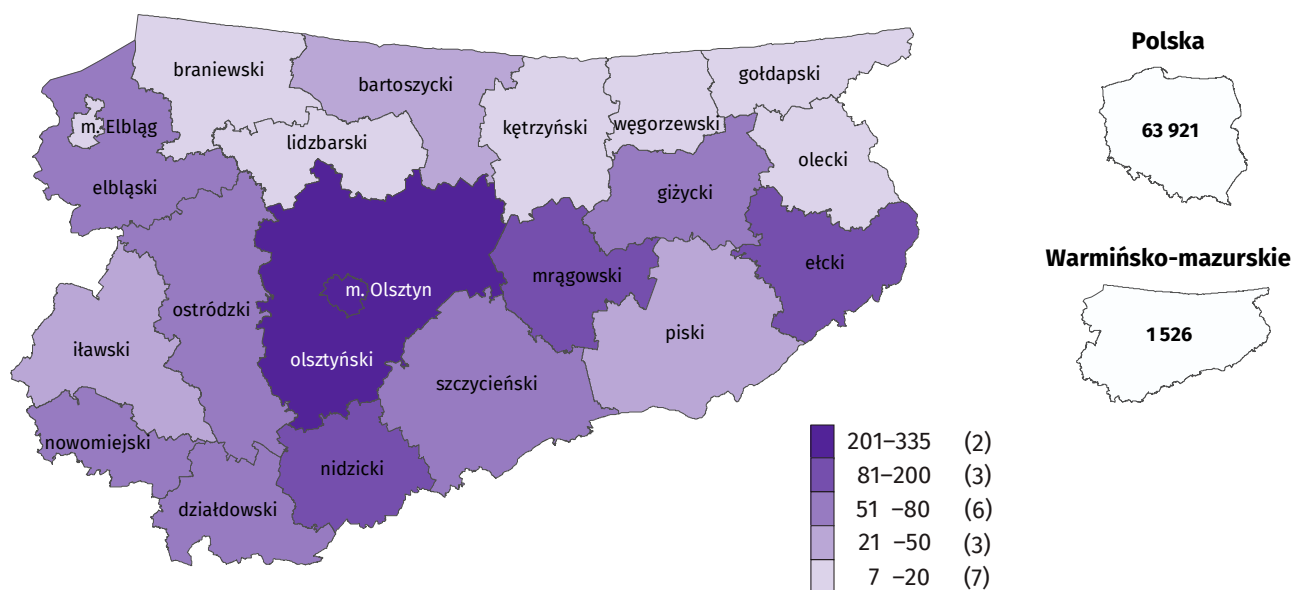 Polska
63 921
Warmińsko-mazurskie
1 526
braniewski
bartoszycki
gołdapski
m. Elbląg
lidzbarski
kętrzyński
węgorzewski
olecki
elbląski
giżycki
ełcki
mrągowski
m. Olsztyn
ostródzki
iławski
olsztyński
piski
szczycieński
nowomiejski
nidzicki
działdowski
201–335 (2)
81–200 (3)
51 –80 (6)
21 –50 (3)
7 –20 (7)